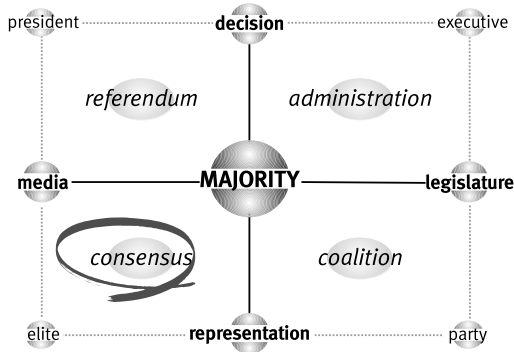 president
decision
executive
referendum
administration
media
MAJORITY
legislature
consensus
coalition
elite
representation
party